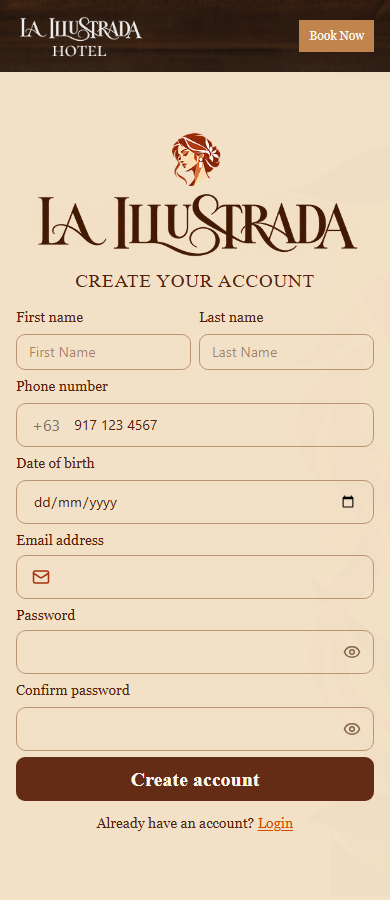 LA ILLUSTRADA
HOTEL
Book Now
LA ILLUSTRADA
CREATE YOUR ACCOUNT
First name Last name
First Name Last Name
Phone number
+63 917 123 4567
Date of birth
dd/mm/yyyy
Email address
Password
Confirm password
Create account
Already have an account? Login